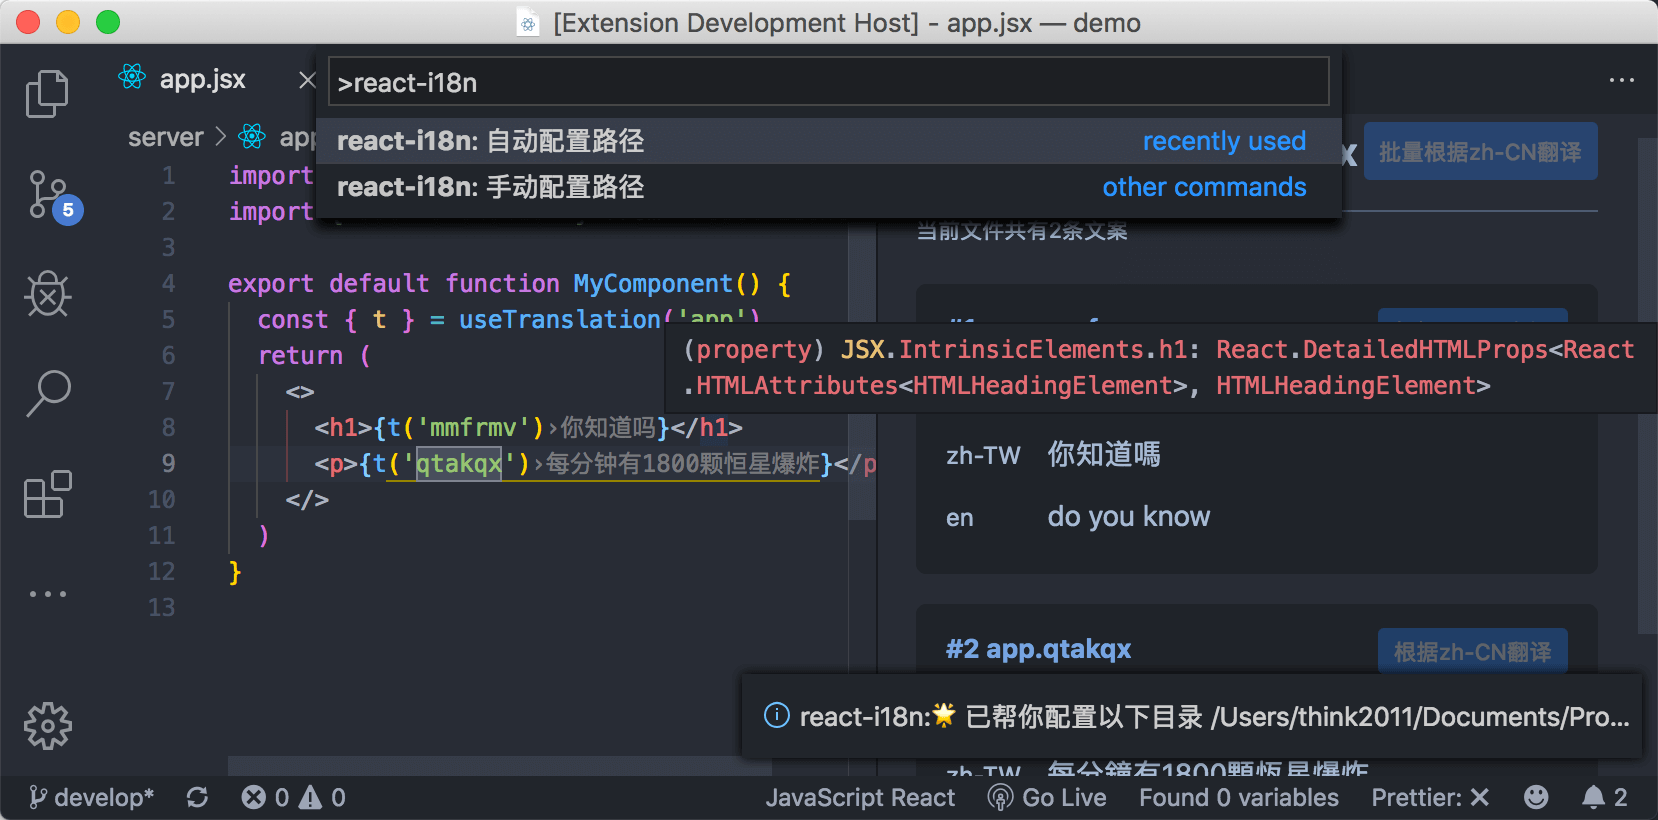 [Extension Development Host] - app.jsx — demo
app.jsx
>react-i18n
react-i18n: 自动配置路径 recently used
react-i18n: 手动配置路径 other commands
server > app
批量根据zh-CN翻译
当前文件共有2条文案
1 import
2 import
3
4 export default function MyComponent() {
5 const { t } = useTranslation('app')
6 return (
7 <>
8 <h1>{t('mmfrmv')›你知道吗}</h1>
9 <p>{t('qtakqx')›每分钟有1800颗恒星爆炸}</p
10 </>
11 )
12 }
13
(property) JSX.IntrinsicElements.h1: React.DetailedHTMLProps<React
.HTMLAttributes<HTMLHeadingElement>, HTMLHeadingElement>
zh-TW 你知道嗎
en do you know
#2 app.qtakqx
根据zh-CN翻译
react-i18n:🌟 已帮你配置以下目录 /Users/think2011/Documents/Pro...
zh-TW 每分鐘有1800顆恆星爆炸
5
develop* 0 0 JavaScript React Go Live Found 0 variables Prettier: ✕ 2